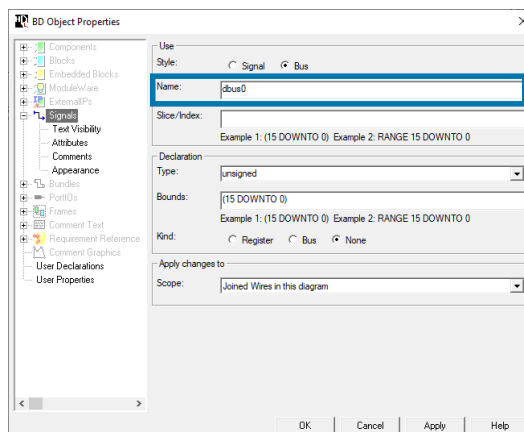 BD Object Properties
Components
Blocks
Embedded Blocks
ModuleWare
ExternalIPs
Signals
Text Visibility
Attributes
Comments
Appearance
Bundles
PortIOs
Frames
Comment Text
Requirement Reference
Comment Graphics
User Declarations
User Properties
Use
Style: Signal Bus
Name: dbus0
Slice/Index:
Example 1: (15 DOWNTO 0) Example 2: RANGE 15 DOWNTO 0
Declaration
Type: unsigned
Bounds: (15 DOWNTO 0)
Example 1: (15 DOWNTO 0) Example 2: RANGE 15 DOWNTO 0
Kind: Register Bus None
Apply changes to
Scope: Joined Wires in this diagram
OK Cancel Apply Help